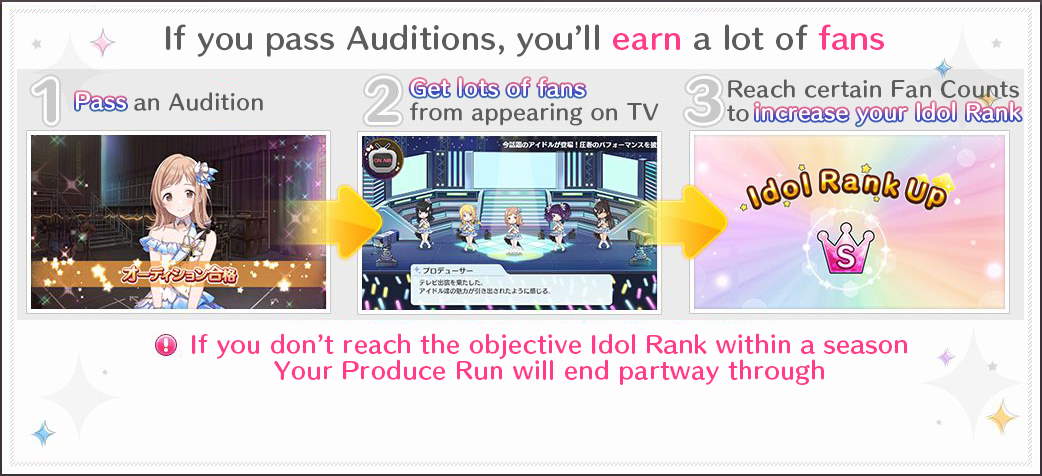 If you pass Auditions, you'll earn a lot of fans
1 Pass an Audition
2 Get lots of fans
from appearing on TV
3 Reach certain Fan Counts
to increase your Idol Rank
オーディション合格
ON AIR
今話題のアイドルが登場!圧巻のパフォーマンスを披
プロデューサー
テレビ出演を果たした。
アイドル達の魅力が引き出されたように感じる。
Idol Rank Up
S
If you don't reach the objective Idol Rank within a season
Your Produce Run will end partway through